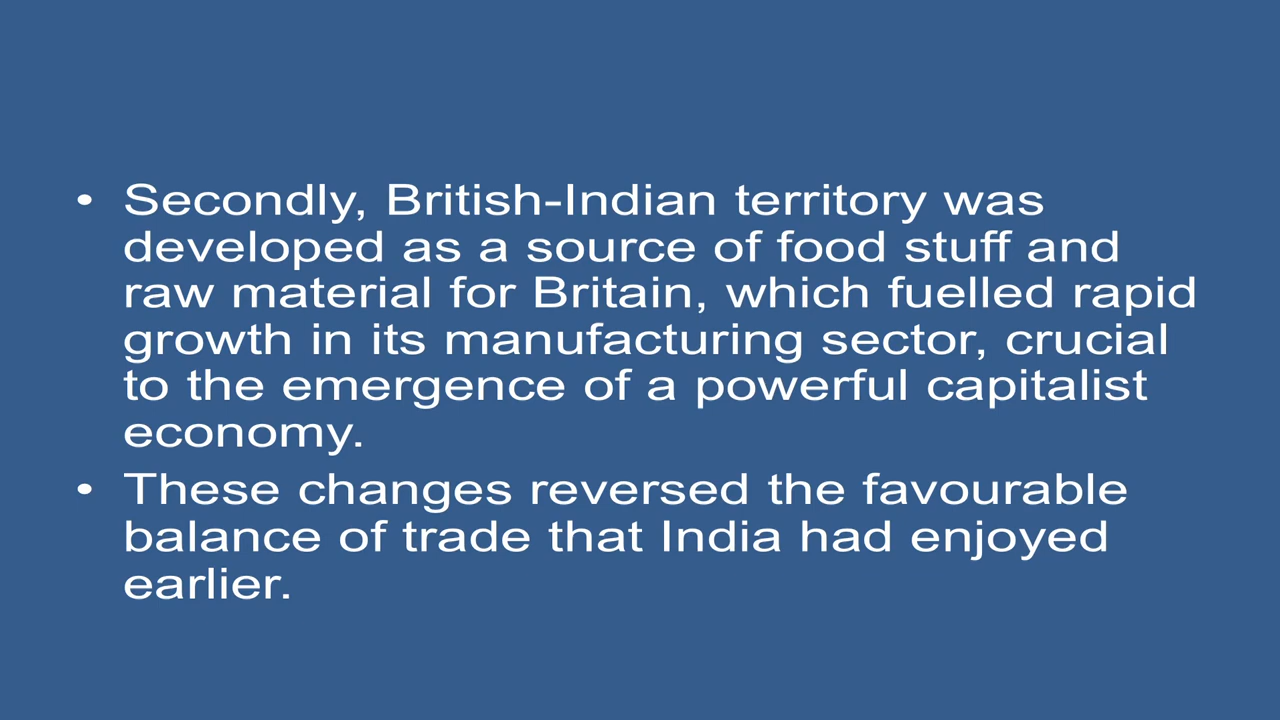 • Secondly, British-Indian territory was
developed as a source of food stuff and
raw material for Britain, which fuelled rapid
growth in its manufacturing sector, crucial
to the emergence of a powerful capitalist
economy.
• These changes reversed the favourable
balance of trade that India had enjoyed
earlier.